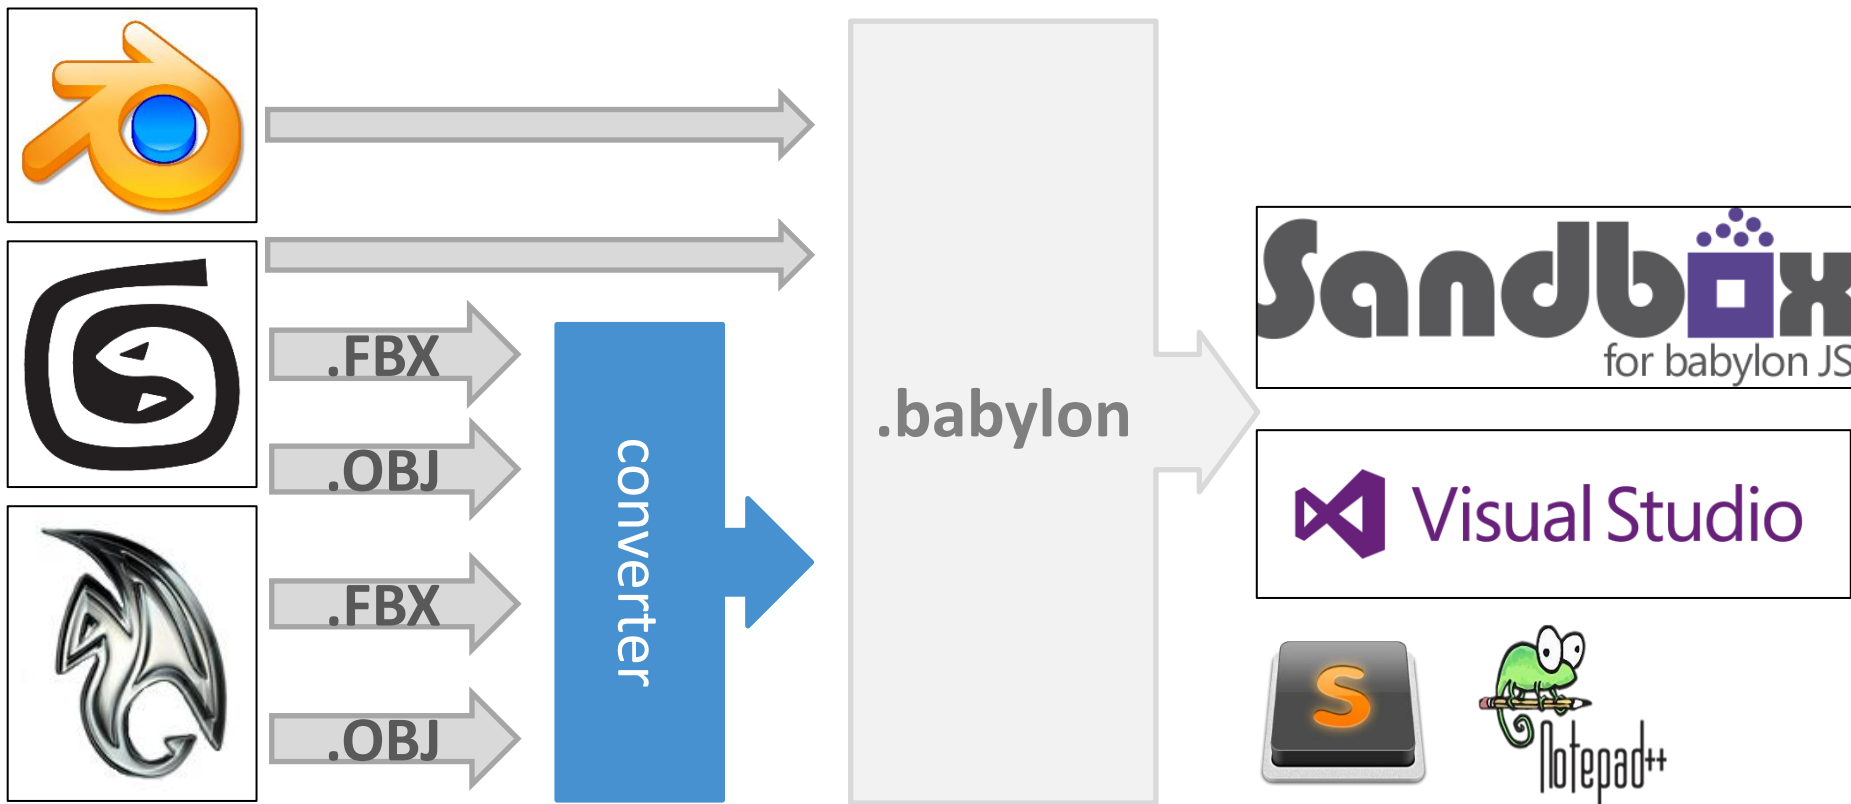 .FBX
.OBJ
.FBX
.OBJ
converter
.babylon
Sandbox
for babylon JS
Visual Studio
S
Notepad++